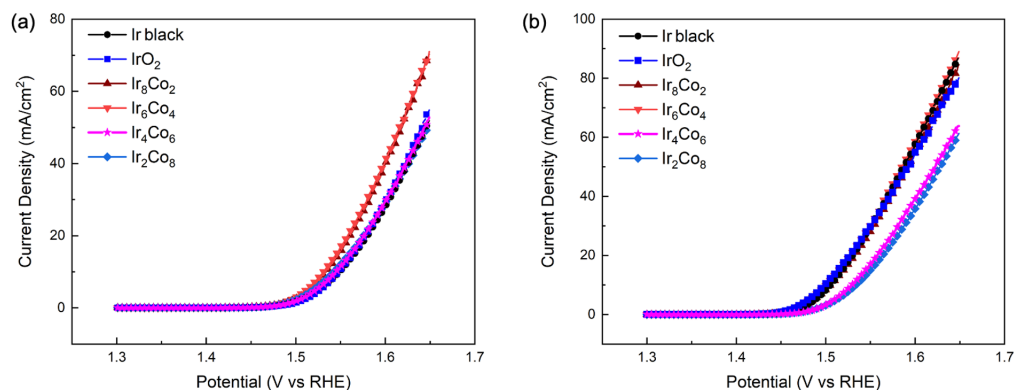 (a)
80
60
40
20
0
Current Density (mA/cm²)
Ir black
IrO₂
Ir₈Co₂
Ir₆Co₄
Ir₄Co₆
Ir₂Co₈
1.3 1.4 1.5 1.6 1.7
Potential (V vs RHE)
(b)
100
80
60
40
20
0
Current Density (mA/cm²)
Ir black
IrO₂
Ir₈Co₂
Ir₆Co₄
Ir₄Co₆
Ir₂Co₈
1.3 1.4 1.5 1.6 1.7
Potential (V vs RHE)